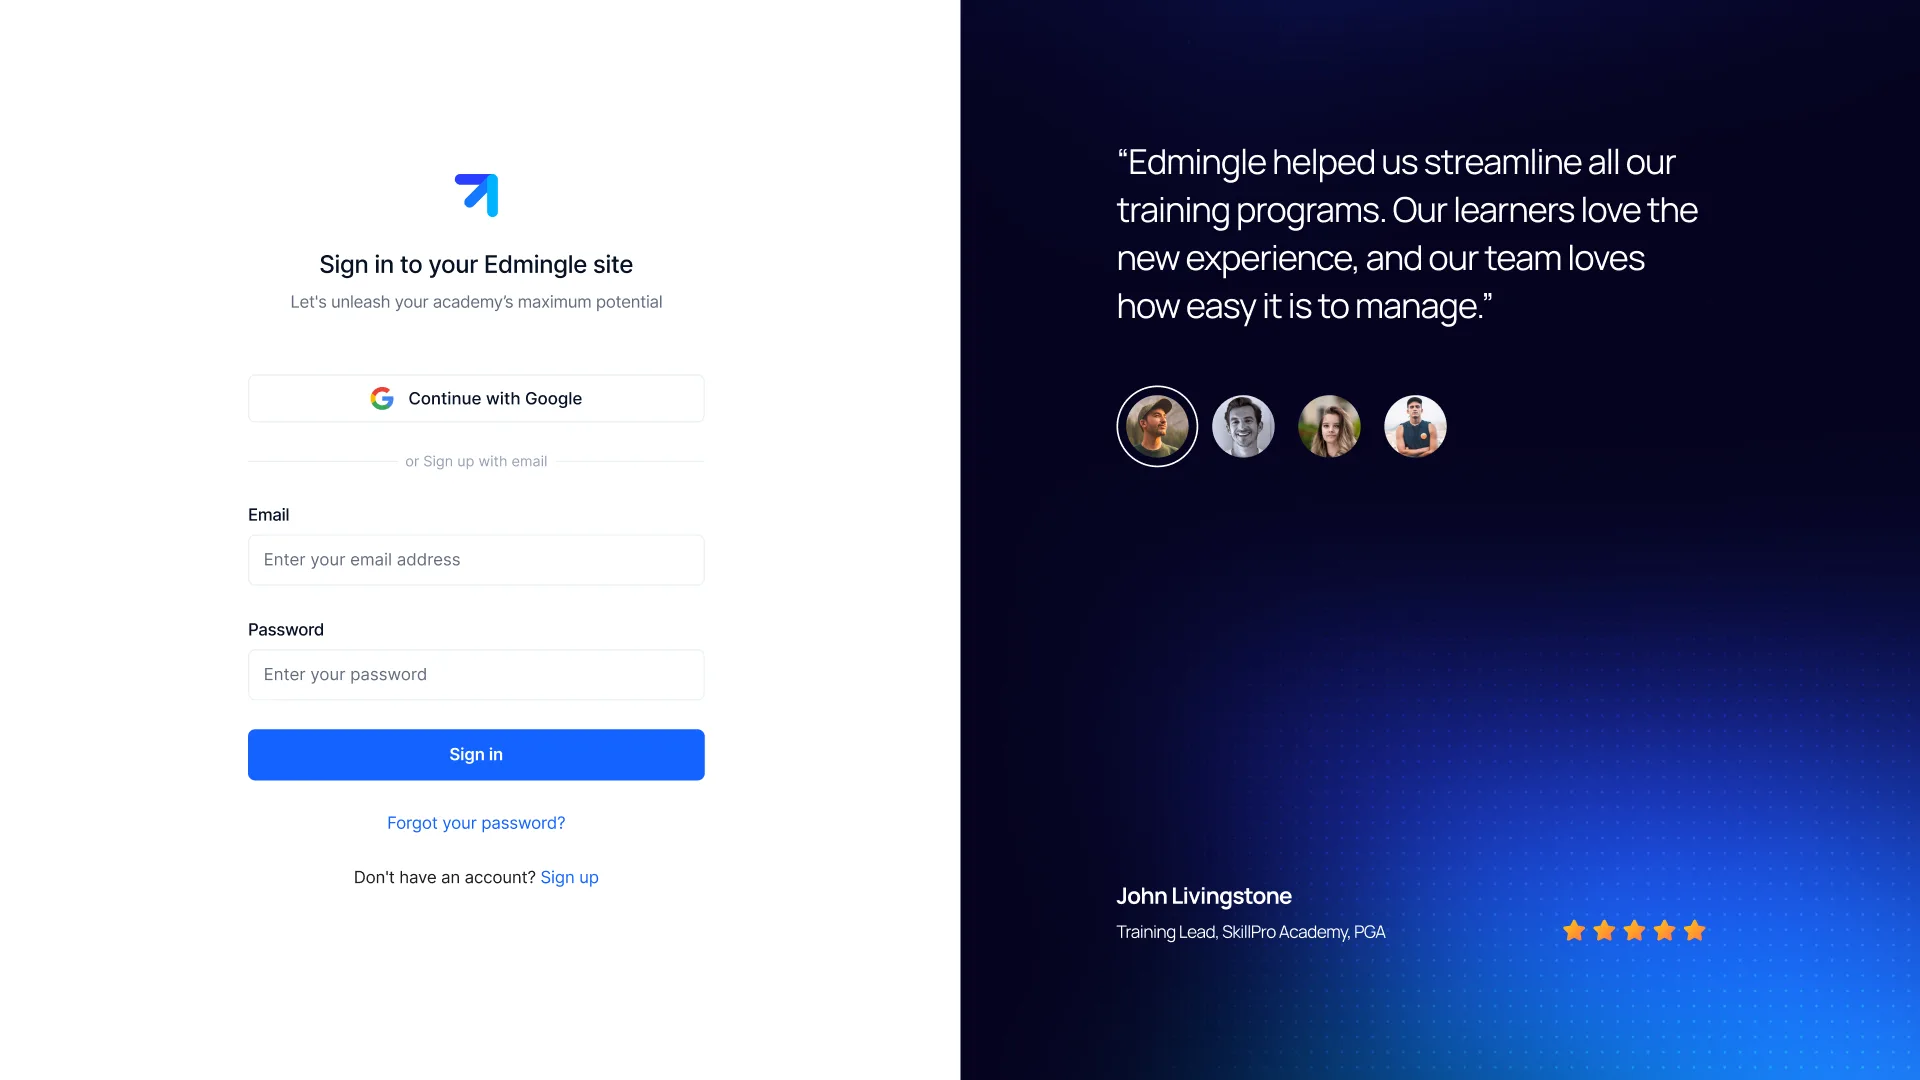 Sign in to your Edmingle site
Let's unleash your academy’s maximum potential
Continue with Google
or Sign up with email
Email
Enter your email address
Password
Enter your password
Sign in
Forgot your password?
Don't have an account? Sign up
“Edmingle helped us streamline all our
training programs. Our learners love the
new experience, and our team loves
how easy it is to manage.”
John Livingstone
Training Lead, SkillPro Academy, PGA